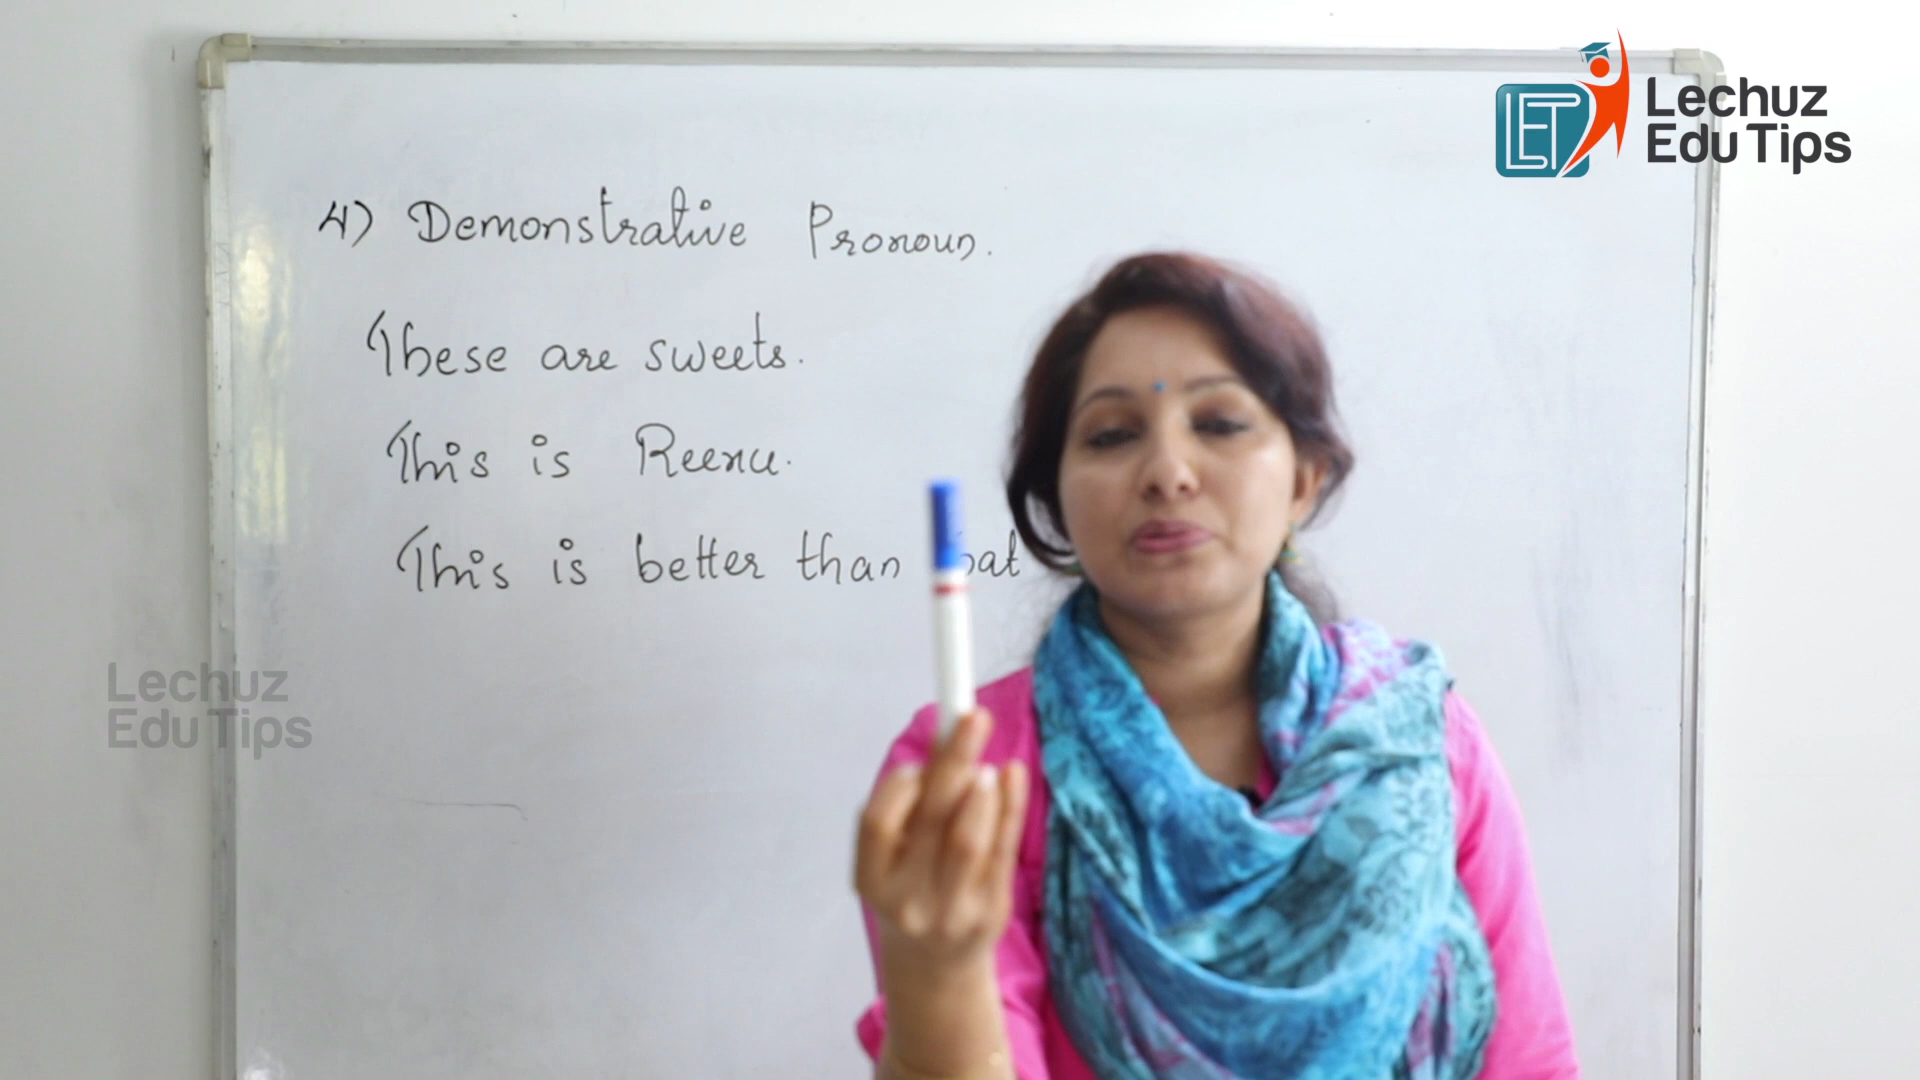 Lechuz
Edu Tips
4) Demonstrative Pronoun.
These are sweets.
This is Reenu.
This is better than
Lechuz
Edu Tips